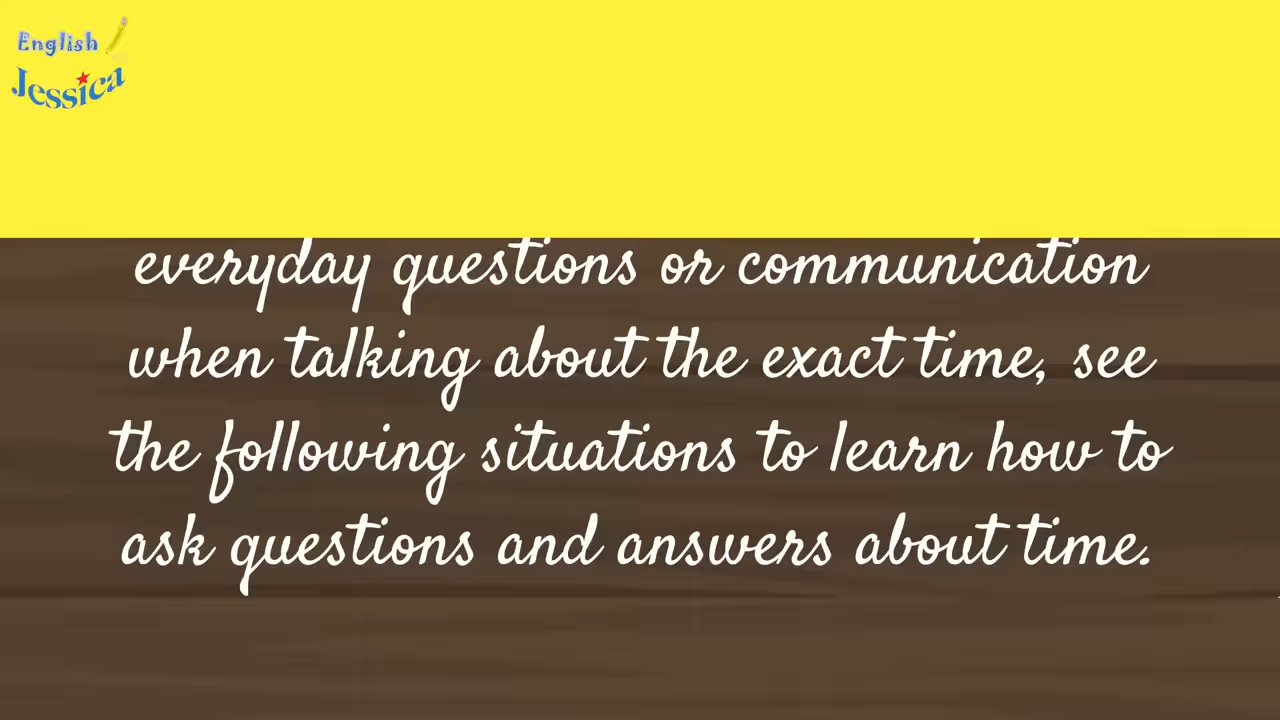 English
Jessica
everyday questions or communication
when talking about the exact time, see
the following situations to learn how to
ask questions and answers about time.